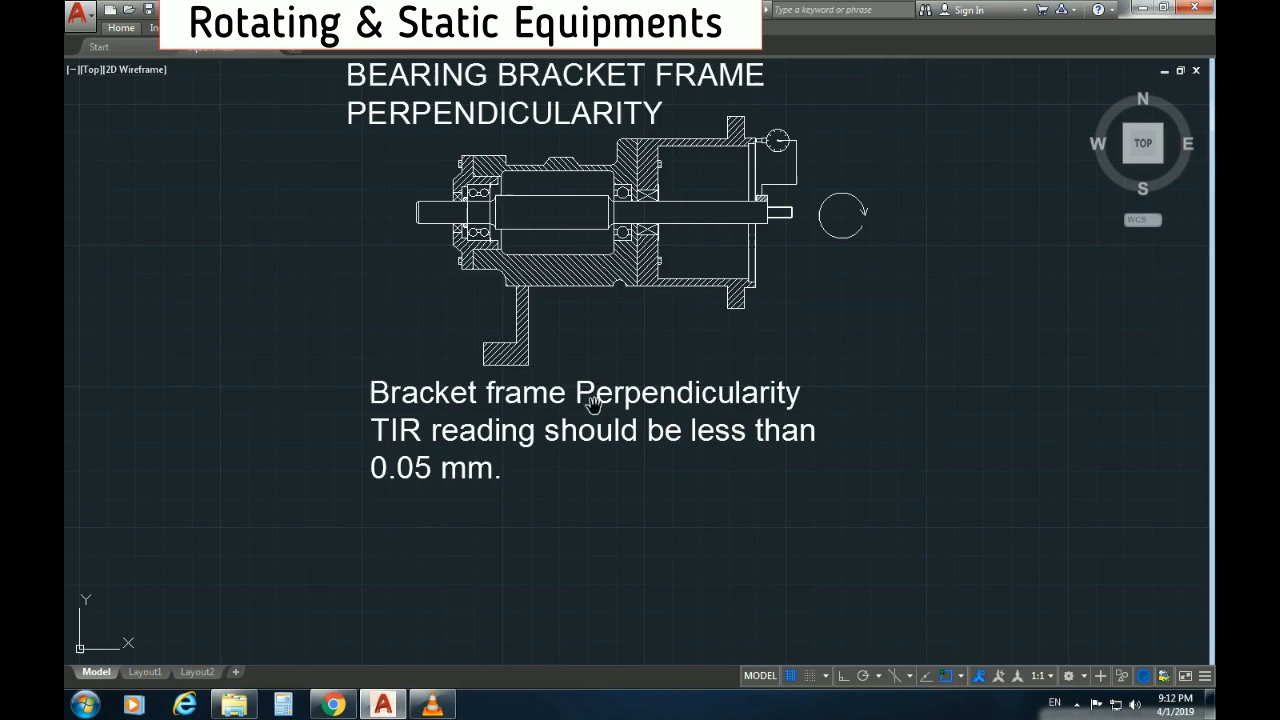 Rotating & Static Equipments
Type a keyword or phrase
Sign In
Home
Start
[−][Top][2D Wireframe]
BEARING BRACKET FRAME
PERPENDICULARITY
N
W TOP E
S
WCS
Bracket frame Perpendicularity
TIR reading should be less than
0.05 mm.
Y
X
Model Layout1 Layout2 +
MODEL 1:1
EN 9:12 PM
4/1/2019